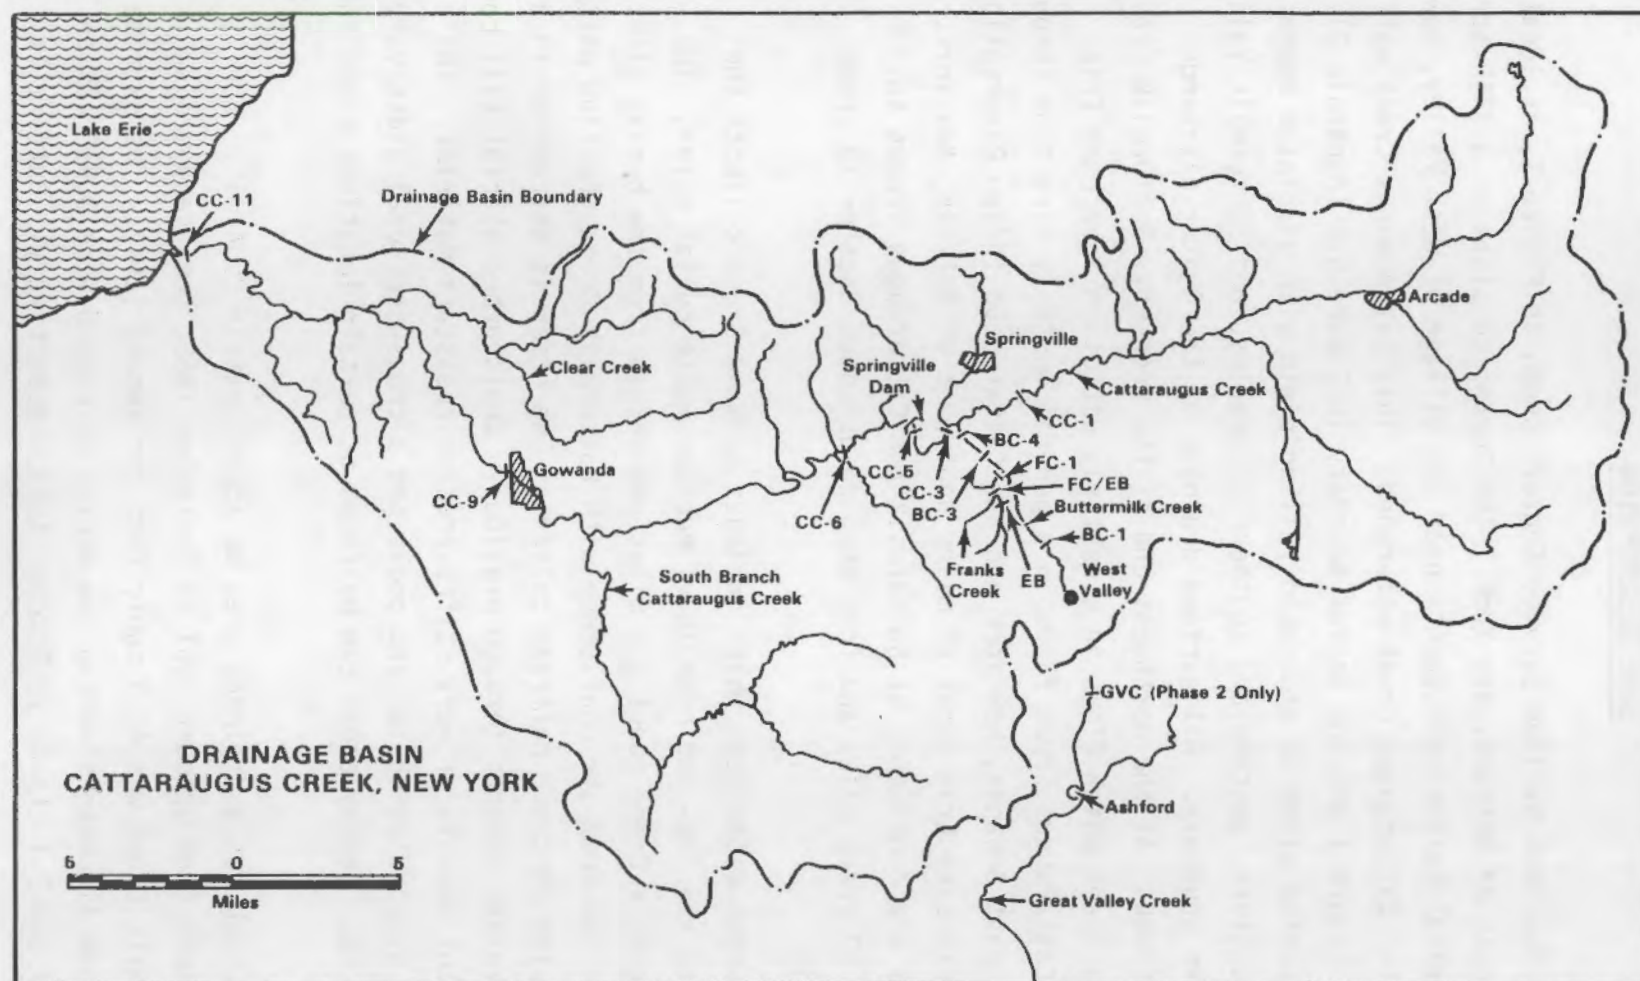 Lake Erie
CC-11
Drainage Basin Boundary
Arcade
Springville
Springville
Dam
Clear Creek
Cattaraugus Creek
CC-1
BC-4
Gowanda
CC-5
FC-1
CC-9
CC-3
FC/EB
BC-3
CC-6
Buttermilk Creek
BC-1
South Branch
Cattaraugus Creek
Franks
Creek
EB
West
Valley
GVC (Phase 2 Only)
DRAINAGE BASIN
CATTARAUGUS CREEK, NEW YORK
Ashford
5 0 5
Miles
Great Valley Creek